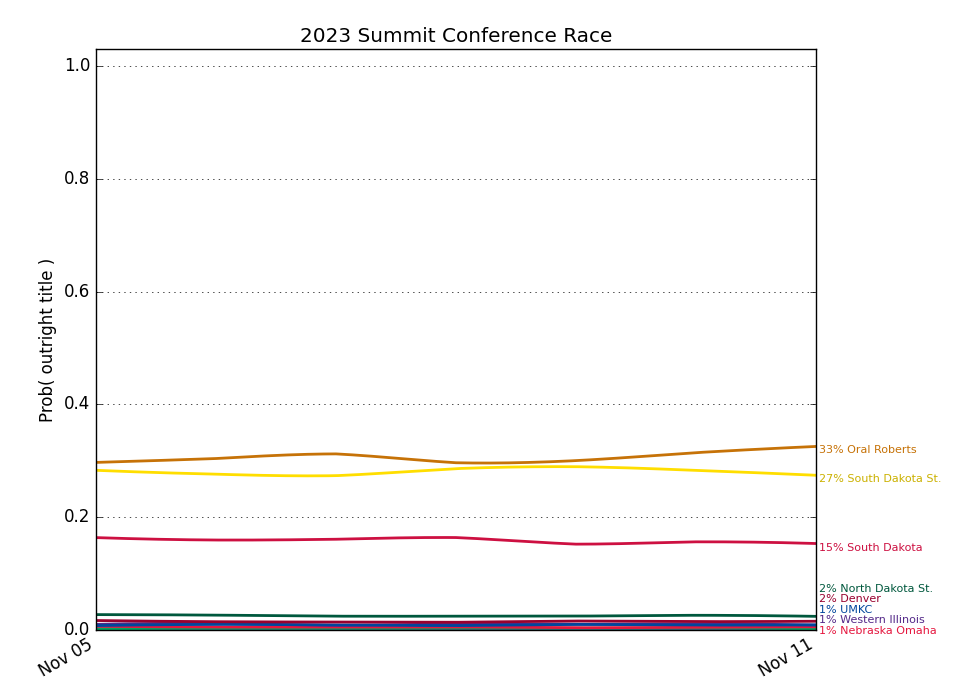 2023 Summit Conference Race
1.0
0.8
0.6
0.4
0.2
0.0
Prob( outright title )
33% Oral Roberts
27% South Dakota St.
15% South Dakota
2% North Dakota St.
2% Denver
1% UMKC
1% Western Illinois
1% Nebraska Omaha
Nov 05
Nov 11